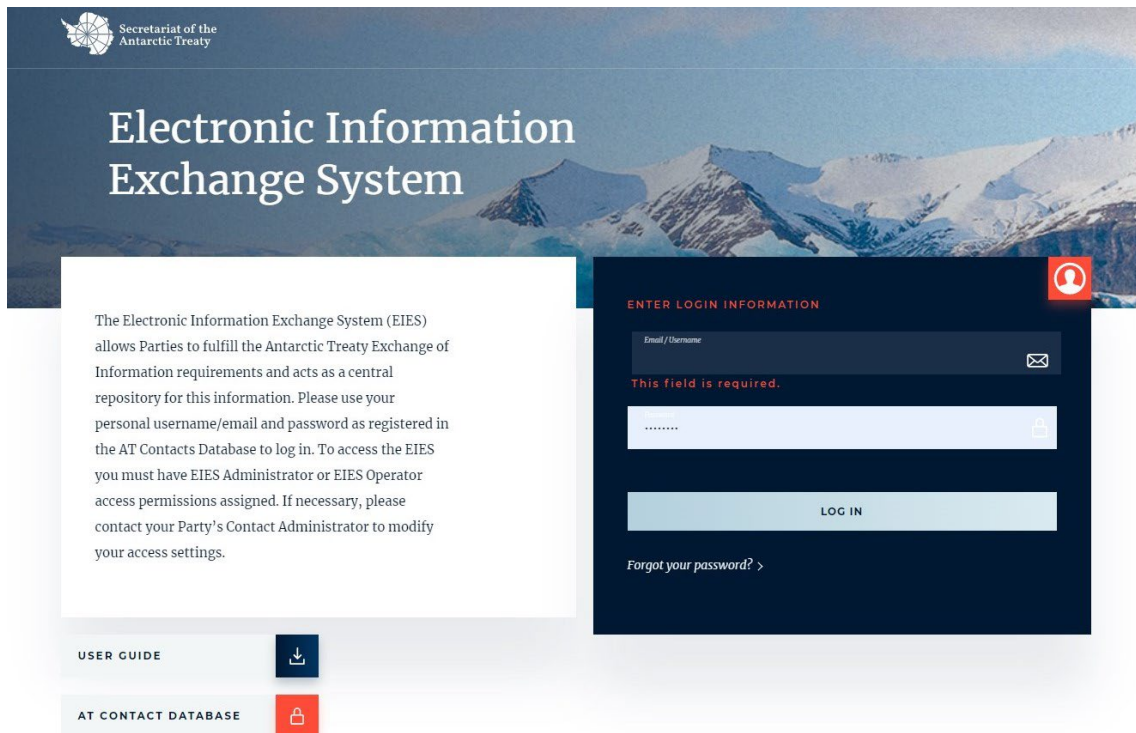 Secretariat of the
Antarctic Treaty
Electronic Information
Exchange System
The Electronic Information Exchange System (EIES)
allows Parties to fulfill the Antarctic Treaty Exchange of
Information requirements and acts as a central
repository for this information. Please use your
personal username/email and password as registered in
the AT Contacts Database to log in. To access the EIES
you must have EIES Administrator or EIES Operator
access permissions assigned. If necessary, please
contact your Party’s Contact Administrator to modify
your access settings.
ENTER LOGIN INFORMATION
Email / Username
This field is required.
Password
........
LOG IN
Forgot your password? >
USER GUIDE
AT CONTACT DATABASE